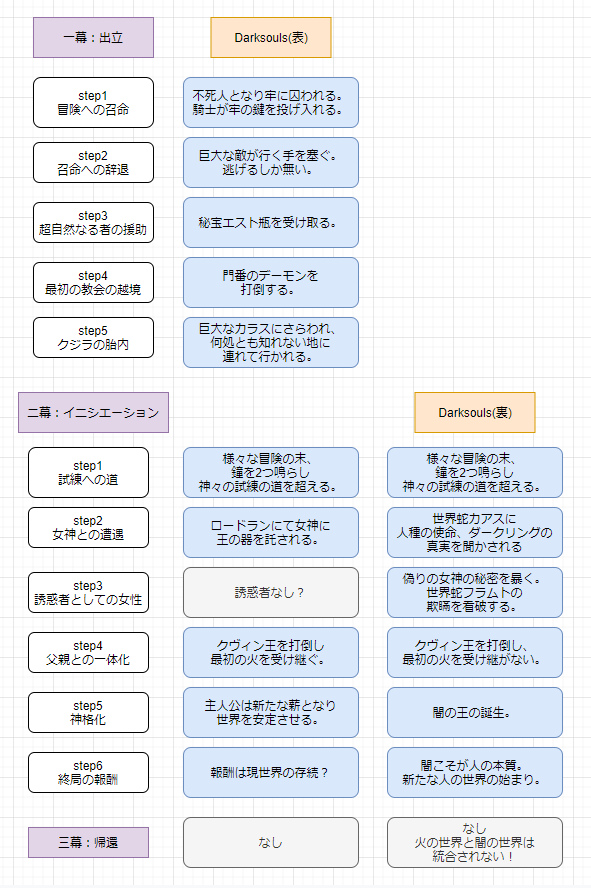 一幕：出立
Darksouls(表)
step1
冒険への召命
不死人となり牢に囚われる。
騎士が牢の鍵を投げ入れる。
step2
召命への辞退
巨大な敵が行く手を塞ぐ。
逃げるしか無い。
step3
超自然なる者の援助
秘宝エスト瓶を受け取る。
step4
最初の教会の越境
門番のデーモンを
打倒する。
step5
クジラの胎内
巨大なカラスにさらわれ、
何処とも知れない地に
連れて行かれる。
二幕：イニシエーション
Darksouls(裏)
step1
試練への道
様々な冒険の末、
鐘を2つ鳴らし
神々の試練の道を超える。
様々な冒険の末、
鐘を2つ鳴らし
神々の試練の道を超える。
step2
女神との遭遇
ロードランにて女神に
王の器を託される。
世界蛇カアスに
人種の使命、ダークリングの
真実を聞かされる
step3
誘惑者としての女性
誘惑者なし？
偽りの女神の秘密を暴く。
世界蛇フラムトの
欺瞞を看破する。
step4
父親との一体化
クヴィン王を打倒し
最初の火を受け継ぐ。
クヴィン王を打倒し、
最初の火を受け継がない。
step5
神格化
主人公は新たな薪となり
世界を安定させる。
闇の王の誕生。
step6
終局の報酬
報酬は現世界の存続？
闇こそが人の本質。
新たな人の世界の始まり。
三幕：帰還
なし
なし
火の世界と闇の世界は
統合されない！